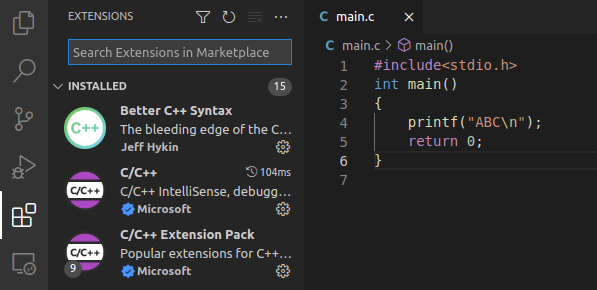 EXTENSIONS
Search Extensions in Marketplace
INSTALLED 15
C++
Better C++ Syntax
The bleeding edge of the C...
Jeff Hykin
C/C++
C/C++ 104ms
C/C++ IntelliSense, debugg...
Microsoft
C/C++
9
C/C++ Extension Pack
Popular extensions for C++...
Microsoft
main.c
main.c > main()
1 #include<stdio.h>
2 int main()
3 {
4 printf("ABC\n");
5 return 0;
6 }
7